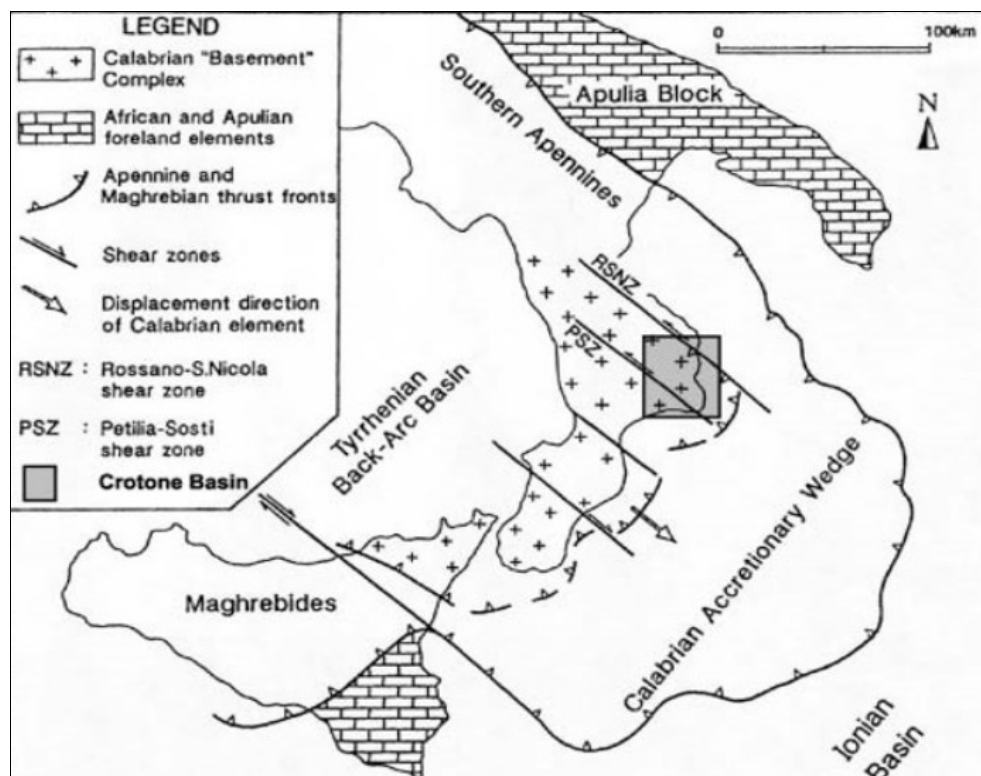 LEGEND
Calabrian "Basement"
Complex
African and Apulian
foreland elements
Apennine and
Maghrebian thrust fronts
Shear zones
Displacement direction
of Calabrian element
RSNZ : Rossano-S.Nicola
shear zone
PSZ : Petilia-Sosti
shear zone
Crotone Basin
0 100km
N
Apulia Block
Southern Apennines
RSNZ
PSZ
Tyrrhenian
Back-Arc Basin
Maghrebides
Calabrian Accretionary Wedge
Ionian
Basin